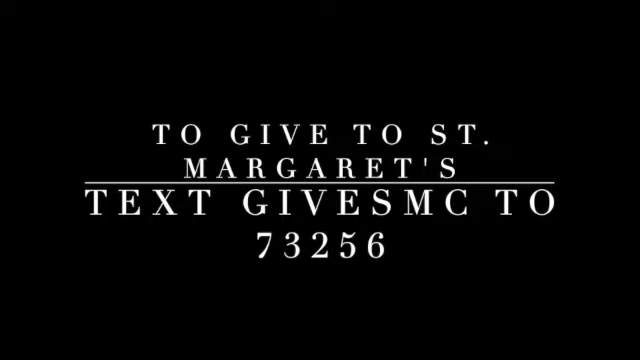 TO GIVE TO ST.
MARGARET'S
TEXT GIVESMC TO
73256